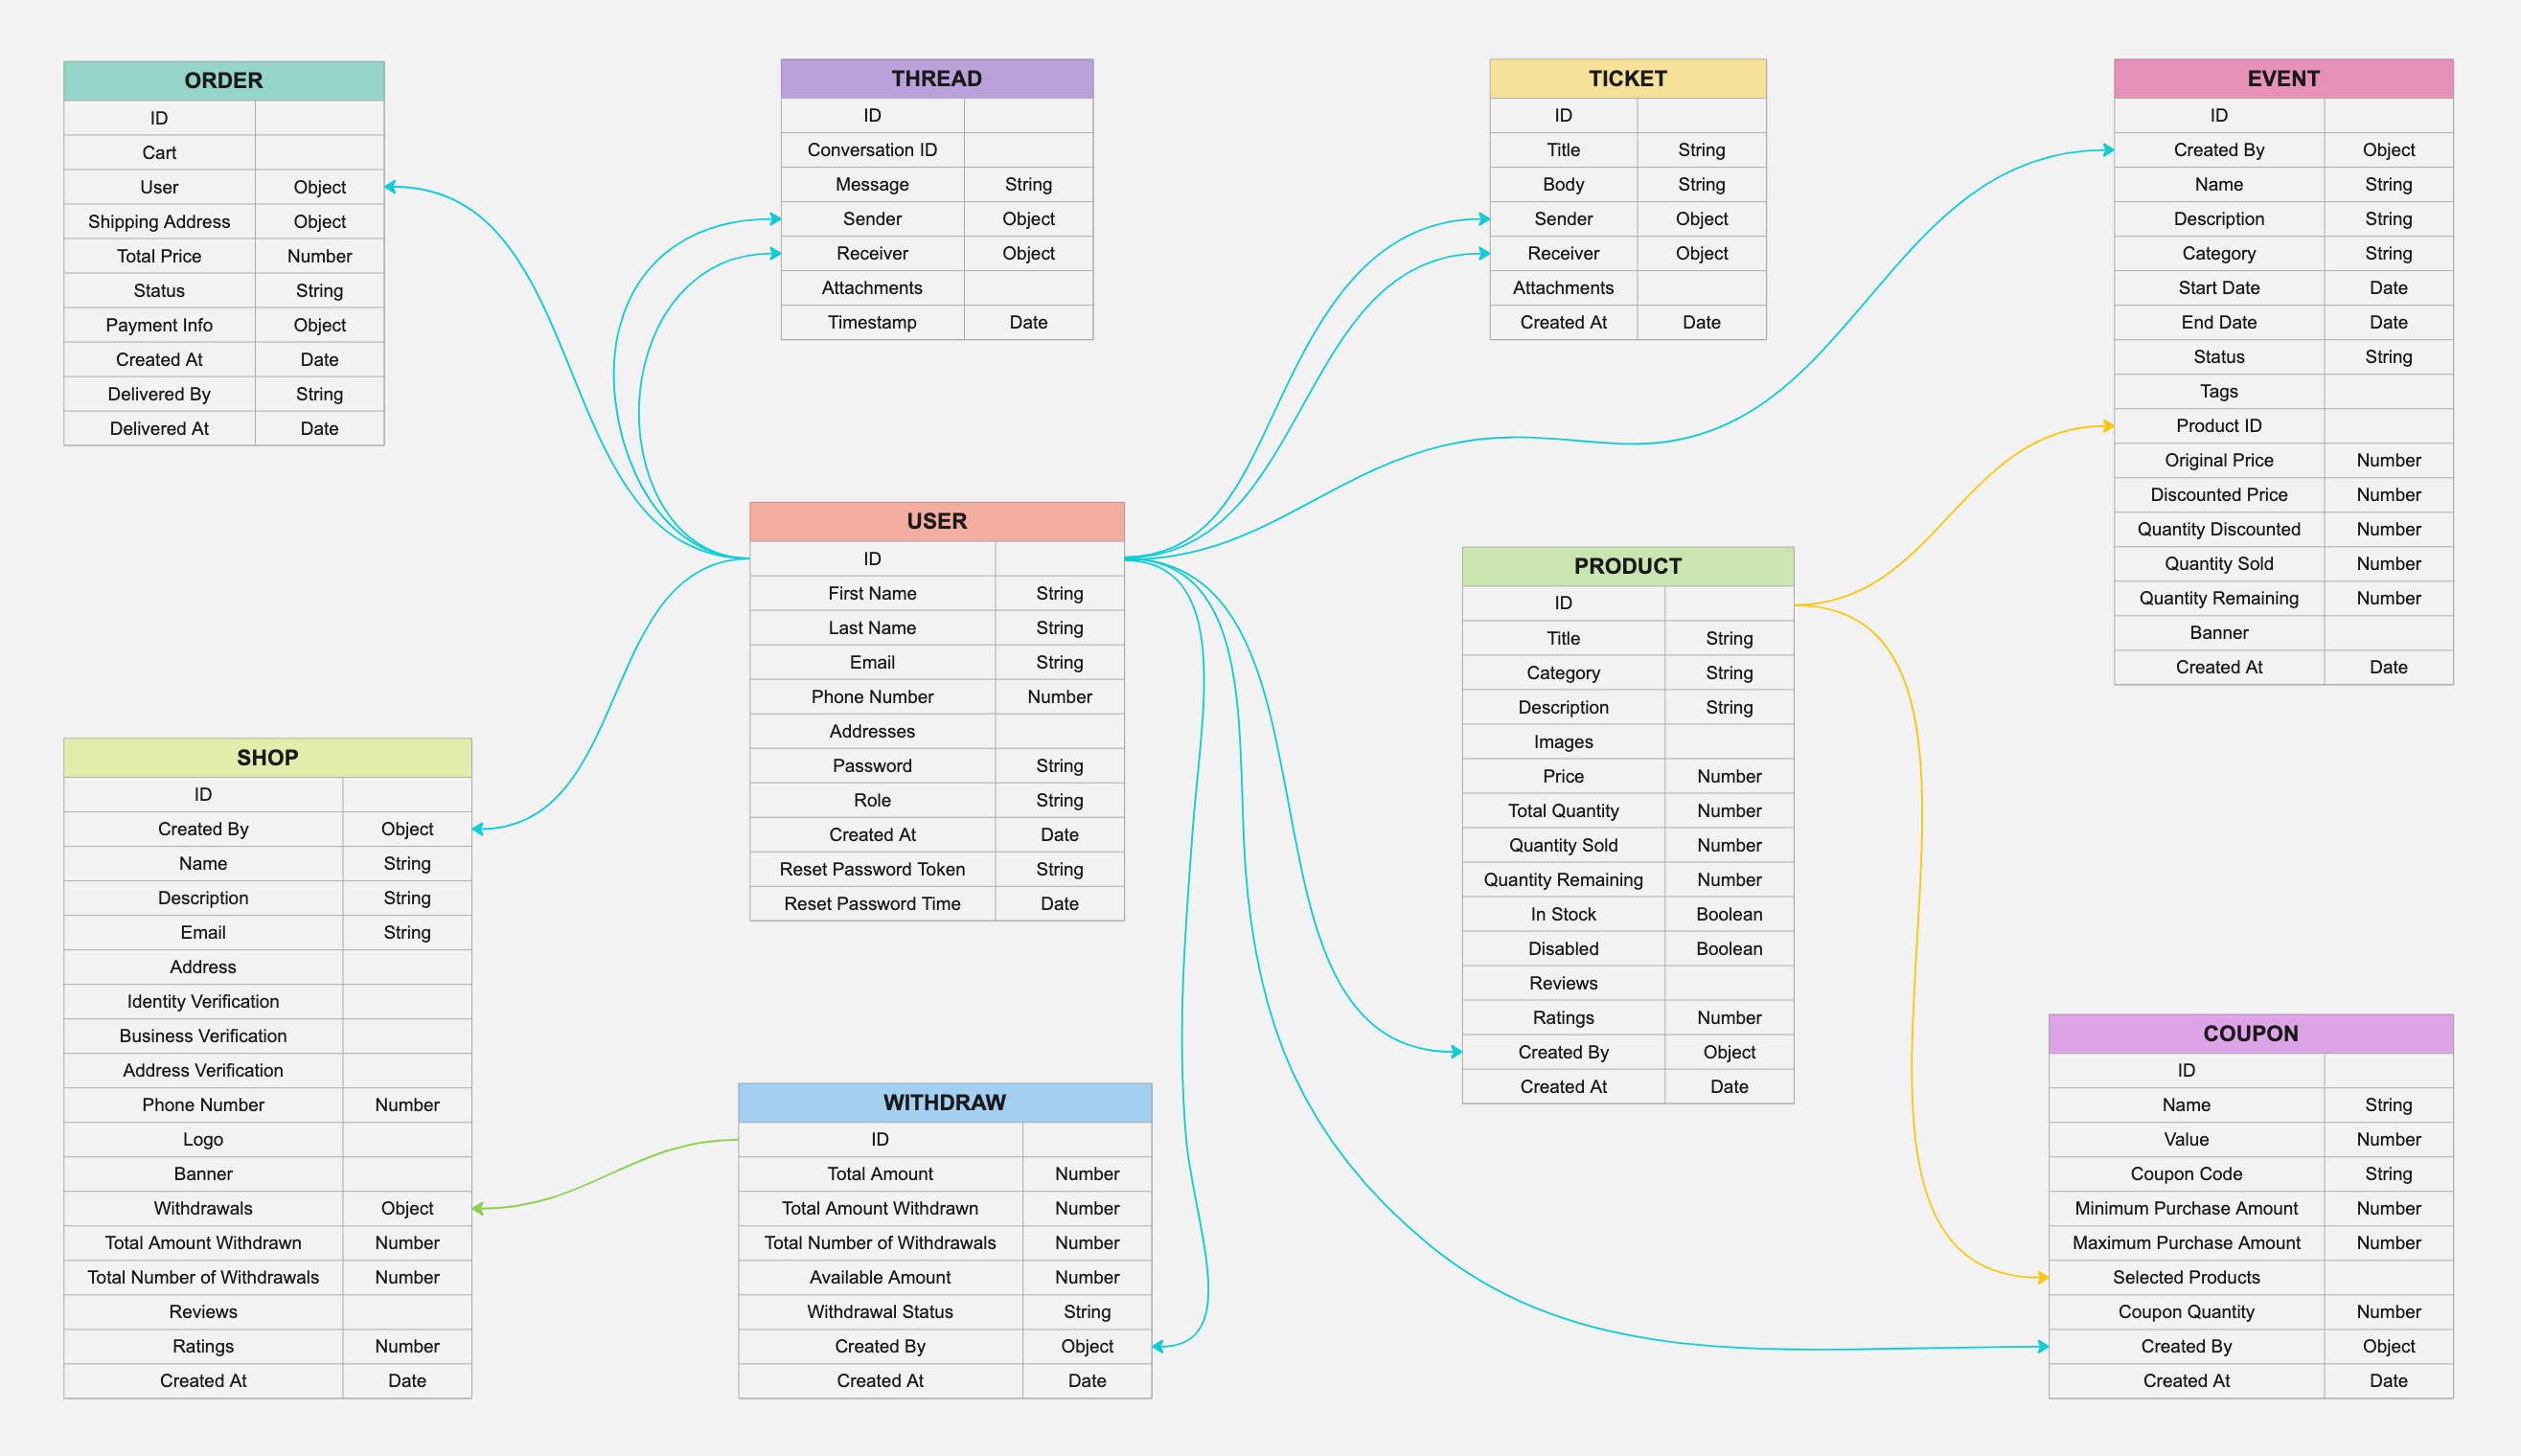 ORDER
ID
Cart
User Object
Shipping Address Object
Total Price Number
Status String
Payment Info Object
Created At Date
Delivered By String
Delivered At Date
THREAD
ID
Conversation ID
Message String
Sender Object
Receiver Object
Attachments
Timestamp Date
TICKET
ID
Title String
Body String
Sender Object
Receiver Object
Attachments
Created At Date
EVENT
ID
Created By Object
Name String
Description String
Category String
Start Date Date
End Date Date
Status String
Tags
Product ID
Original Price Number
Discounted Price Number
Quantity Discounted Number
Quantity Sold Number
Quantity Remaining Number
Banner
Created At Date
USER
ID
First Name String
Last Name String
Email String
Phone Number Number
Addresses
Password String
Role String
Created At Date
Reset Password Token String
Reset Password Time Date
PRODUCT
ID
Title String
Category String
Description String
Images
Price Number
Total Quantity Number
Quantity Sold Number
Quantity Remaining Number
In Stock Boolean
Disabled Boolean
Reviews
Ratings Number
Created By Object
Created At Date
SHOP
ID
Created By Object
Name String
Description String
Email String
Address
Identity Verification
Business Verification
Address Verification
Phone Number Number
Logo
Banner
Withdrawals Object
Total Amount Withdrawn Number
Total Number of Withdrawals Number
Reviews
Ratings Number
Created At Date
WITHDRAW
ID
Total Amount Number
Total Amount Withdrawn Number
Total Number of Withdrawals Number
Available Amount Number
Withdrawal Status String
Created By Object
Created At Date
COUPON
ID
Name String
Value Number
Coupon Code String
Minimum Purchase Amount Number
Maximum Purchase Amount Number
Selected Products
Coupon Quantity Number
Created By Object
Created At Date